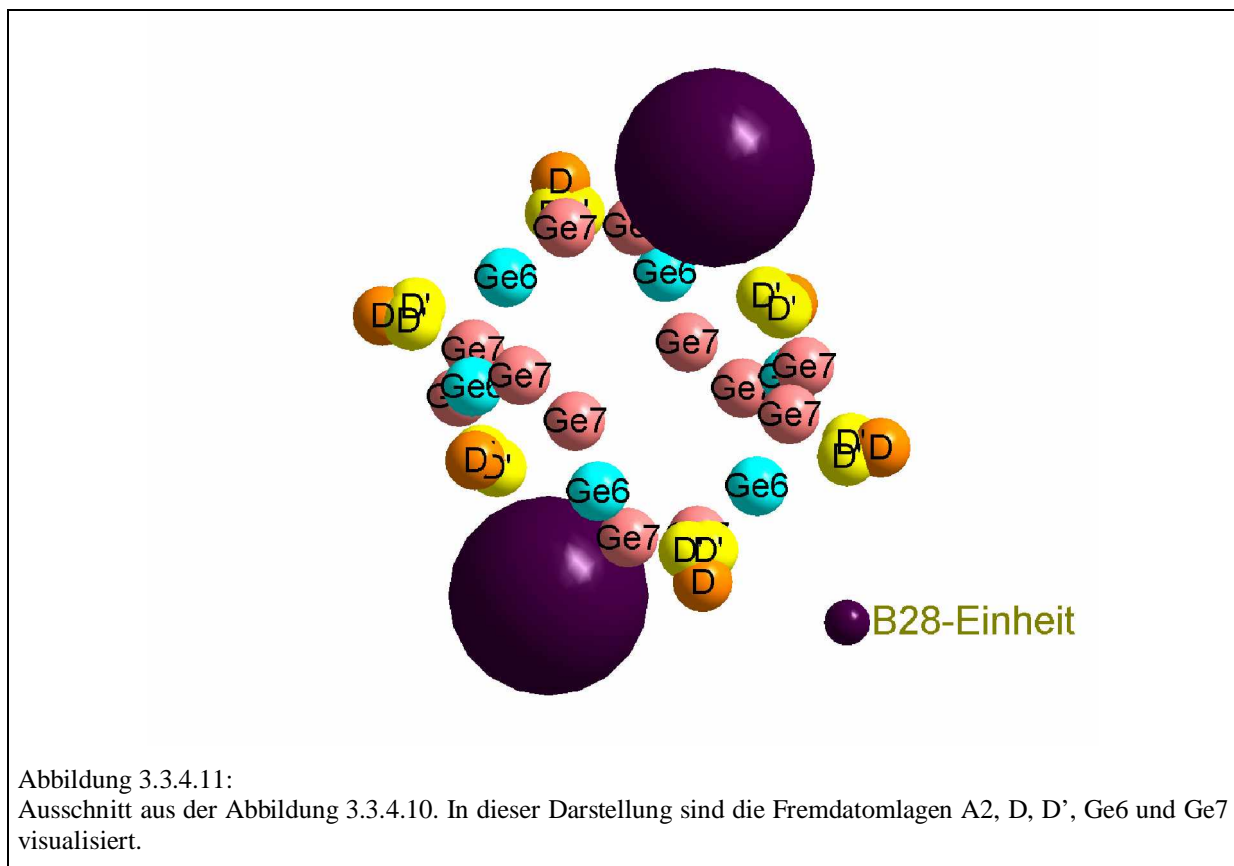 D
Ge7
Ge6
Ge6
D'
D'
D'
D
D'
Ge7
Ge7
Ge7
Ge7
Ge6
Ge7
Ge7
Ge7
D'
D
D'
D
D'
Ge6
Ge6
Ge7
D'
D'
D
B28-Einheit
Abbildung 3.3.4.11:
Ausschnitt aus der Abbildung 3.3.4.10. In dieser Darstellung sind die Fremdatomlagen A2, D, D’, Ge6 und Ge7
visualisiert.